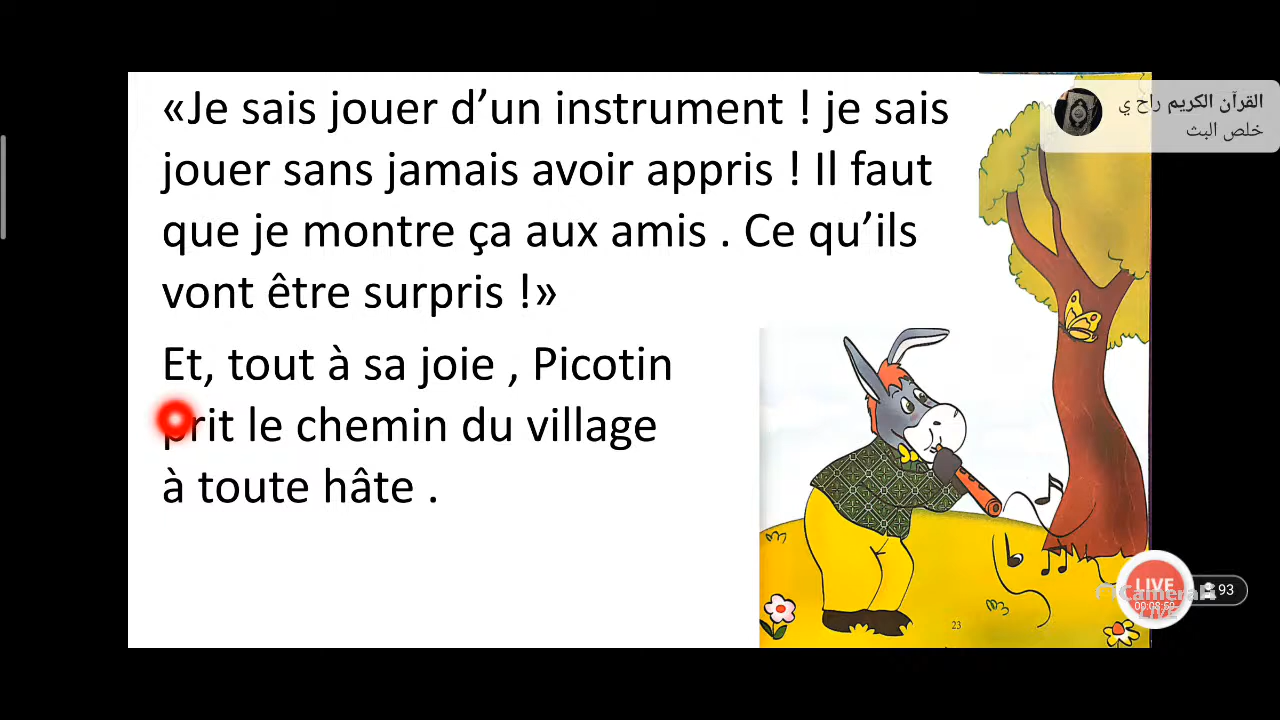 «Je sais jouer d’un instrument ! je sais
jouer sans jamais avoir appris ! Il faut
que je montre ça aux amis . Ce qu’ils
vont être surpris !»
Et, tout à sa joie , Picotin
prit le chemin du village
à toute hâte .
القرآن الكريم راح ي
خلص البث
23
LIVE
93
CameraFi
LIVE